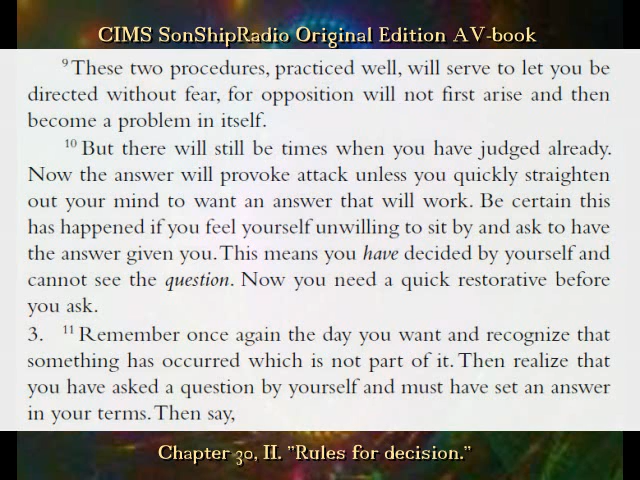 CIMS SonShipRadio Original Edition AV-book
⁹ These two procedures, practiced well, will serve to let you be
directed without fear, for opposition will not first arise and then
become a problem in itself.
¹⁰ But there will still be times when you have judged already.
Now the answer will provoke attack unless you quickly straighten
out your mind to want an answer that will work. Be certain this
has happened if you feel yourself unwilling to sit by and ask to have
the answer given you. This means you have decided by yourself and
cannot see the question. Now you need a quick restorative before
you ask.
3. ¹¹ Remember once again the day you want and recognize that
something has occurred which is not part of it. Then realize that
you have asked a question by yourself and must have set an answer
in your terms. Then say,
Chapter 30, II. "Rules for decision."